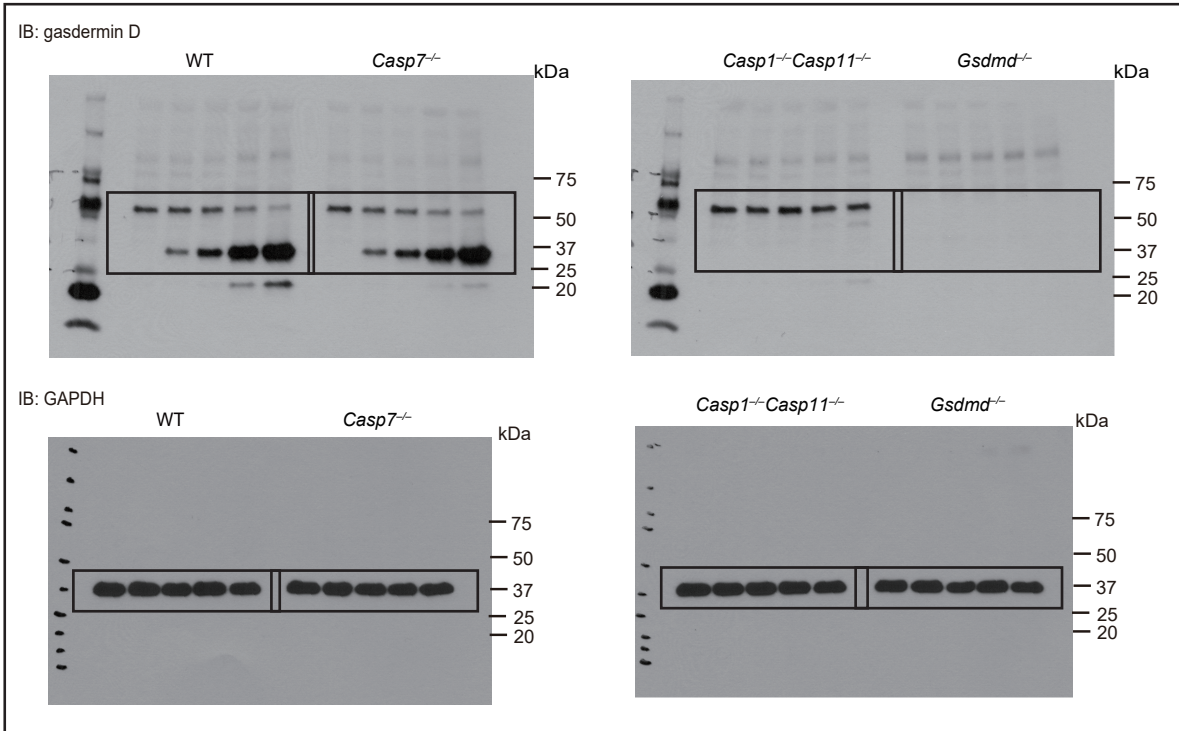 IB: gasdermin D
WT
Casp7–/–
kDa
75
50
37
25
20
Casp1–/–Casp11–/–
Gsdmd–/–
kDa
75
50
37
25
20
IB: GAPDH
WT
Casp7–/–
kDa
75
50
37
25
20
Casp1–/–Casp11–/–
Gsdmd–/–
kDa
75
50
37
25
20